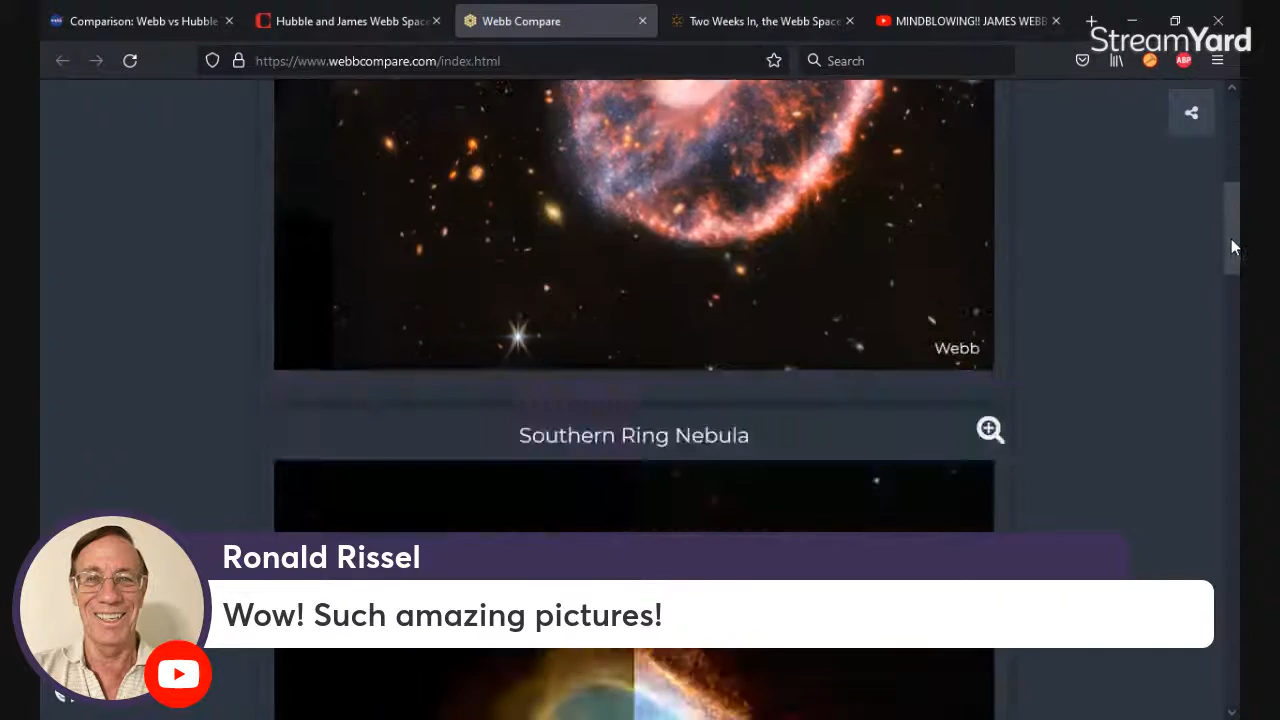 Comparison: Webb vs Hubble
Hubble and James Webb Space
Webb Compare
Two Weeks In, the Webb Space
MINDBLOWING!! JAMES WEBB
StreamYard
https://www.webbcompare.com/index.html
Search
ABP
Webb
Southern Ring Nebula
Ronald Rissel
Wow! Such amazing pictures!